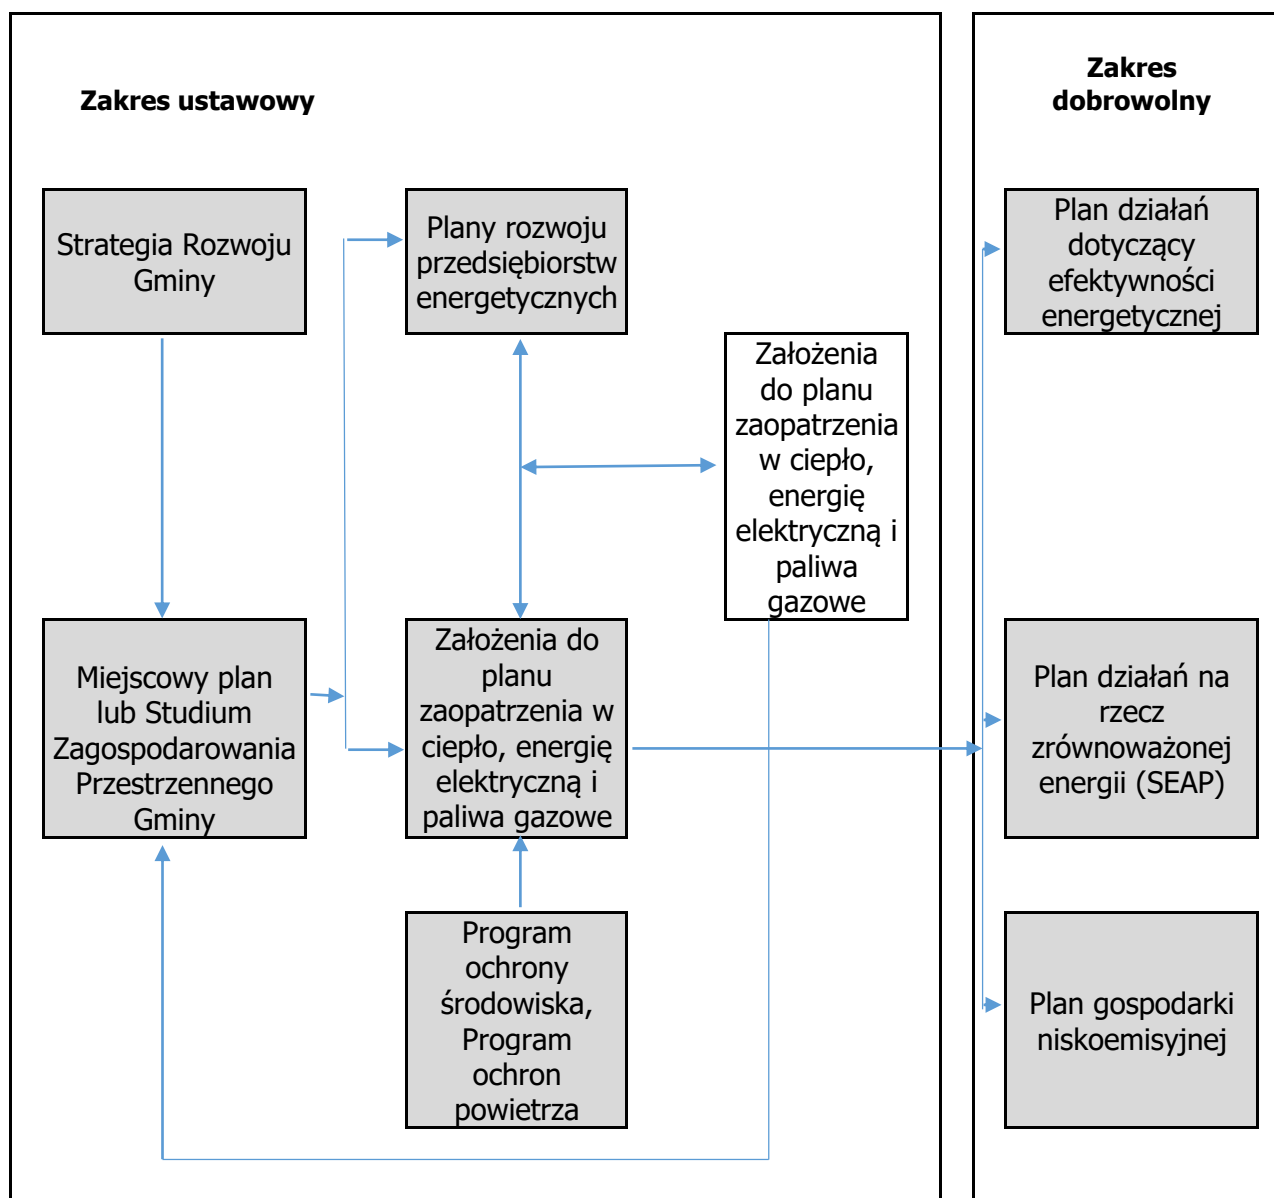 Zakres ustawowy
Zakres
dobrowolny
Strategia Rozwoju
Gminy
Plany rozwoju
przedsiębiorstw
energetycznych
Założenia
do planu
zaopatrzenia
w ciepło,
energię
elektryczną i
paliwa
gazowe
Plan działań
dotyczący
efektywności
energetycznej
Miejscowy plan
lub Studium
Zagospodarowania
Przestrzennego
Gminy
Założenia do
planu
zaopatrzenia w
ciepło, energię
elektryczną i
paliwa gazowe
Plan działań na
rzecz
zrównoważonej
energii (SEAP)
Program
ochrony
środowiska,
Program
ochron
powietrza
Plan gospodarki
niskoemisyjnej